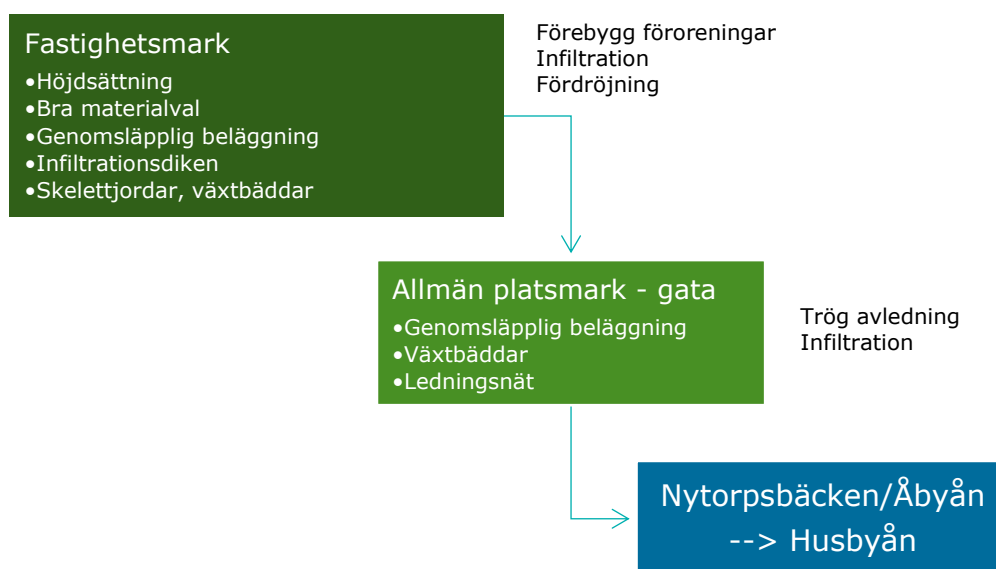 Fastighetsmark
•Höjdsättning
•Bra materialval
•Genomsläpplig beläggning
•Infiltrationsdiken
•Skelettjordar, växtbäddar
Förebygg föroreningar
Infiltration
Fördröjning
Allmän platsmark - gata
•Genomsläpplig beläggning
•Växtbäddar
•Ledningsnät
Trög avledning
Infiltration
Nytorpsbäcken/Åbyån
--> Husbyån